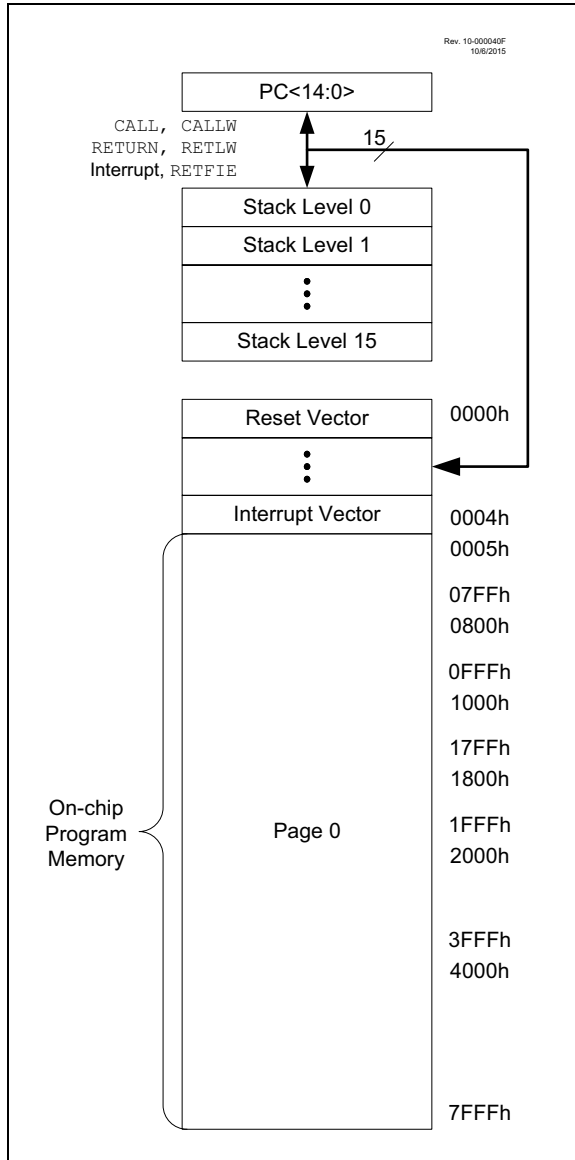 Rev. 10-000040F
10/6/2015
PC<14:0>
CALL, CALLW
RETURN, RETLW
Interrupt, RETFIE
15
Stack Level 0
Stack Level 1
Stack Level 15
Reset Vector
0000h
Interrupt Vector
0004h
0005h
07FFh
0800h
0FFFh
1000h
17FFh
1800h
On-chip
Program
Memory
Page 0
1FFFh
2000h
3FFFh
4000h
7FFFh